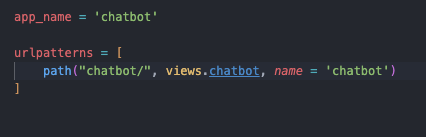 app_name = 'chatbot'
urlpatterns = [
path("chatbot/", views.chatbot, name = 'chatbot')
]